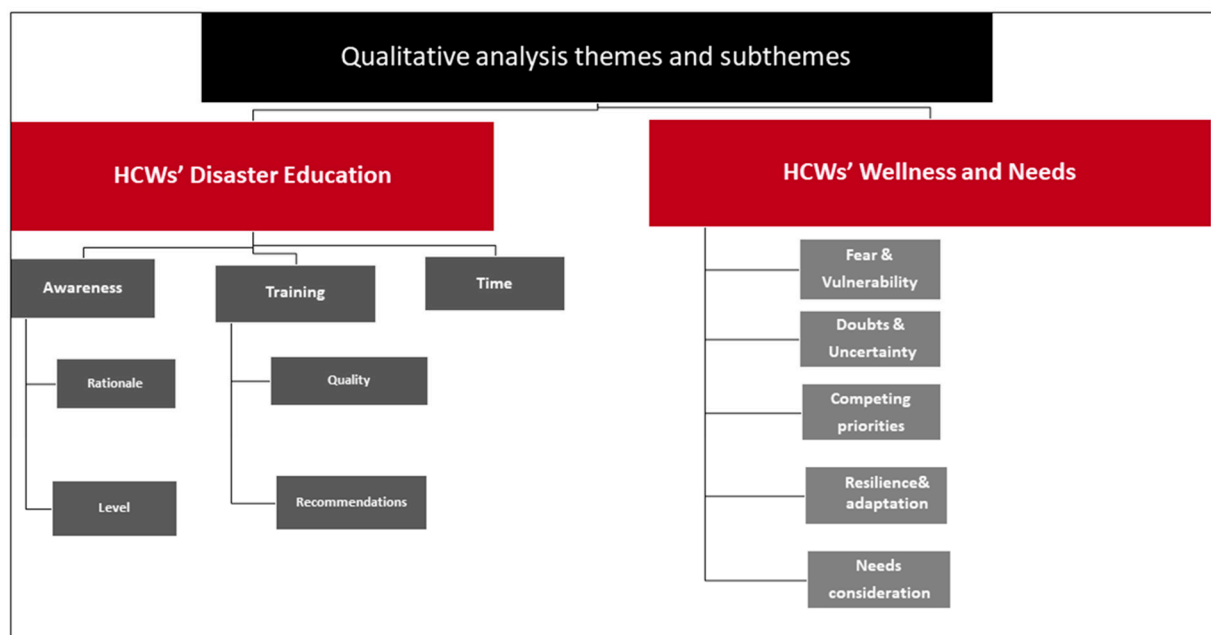 Qualitative analysis themes and subthemes
HCWs’ Disaster Education
HCWs’ Wellness and Needs
Awareness
Training
Time
Rationale
Level
Quality
Recommendations
Fear &
Vulnerability
Doubts &
Uncertainty
Competing
priorities
Resilience&
adaptation
Needs
consideration